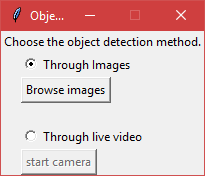 Obje...
Choose the object detection method.
Through Images
Browse images
Through live video
start camera